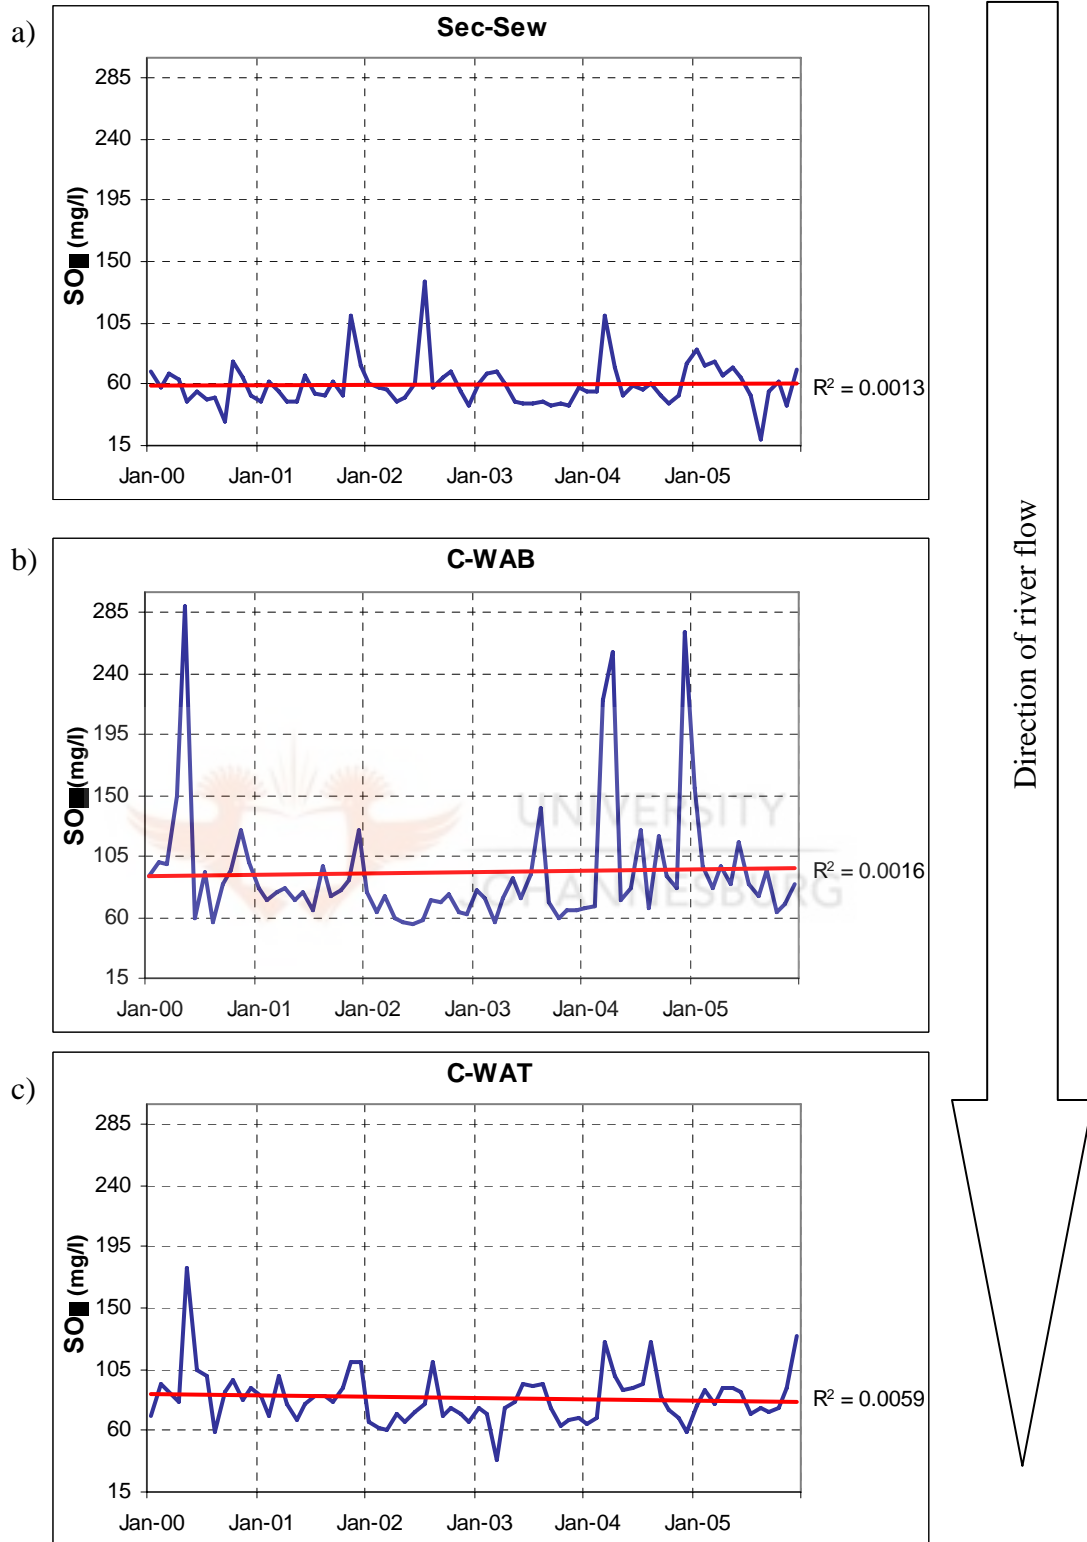 a)
Sec-Sew
285
240
195
150
105
60
15
SO (mg/l)
Jan-00 Jan-01 Jan-02 Jan-03 Jan-04 Jan-05
R² = 0.0013
b)
C-WAB
285
240
195
150
105
60
15
SO (mg/l)
Jan-00 Jan-01 Jan-02 Jan-03 Jan-04 Jan-05
R² = 0.0016
UNIVERSITY
OF
JOHANNESBURG
c)
C-WAT
285
240
195
150
105
60
15
SO (mg/l)
Jan-00 Jan-01 Jan-02 Jan-03 Jan-04 Jan-05
R² = 0.0059
Direction of river flow